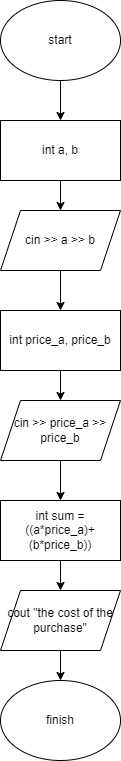 start
int a, b
cin >> a >> b
int price_a, price_b
cin >> price_a >>
price_b
int sum =
((a*price_a)+
(b*price_b))
cout "the cost of the
purchase"
finish